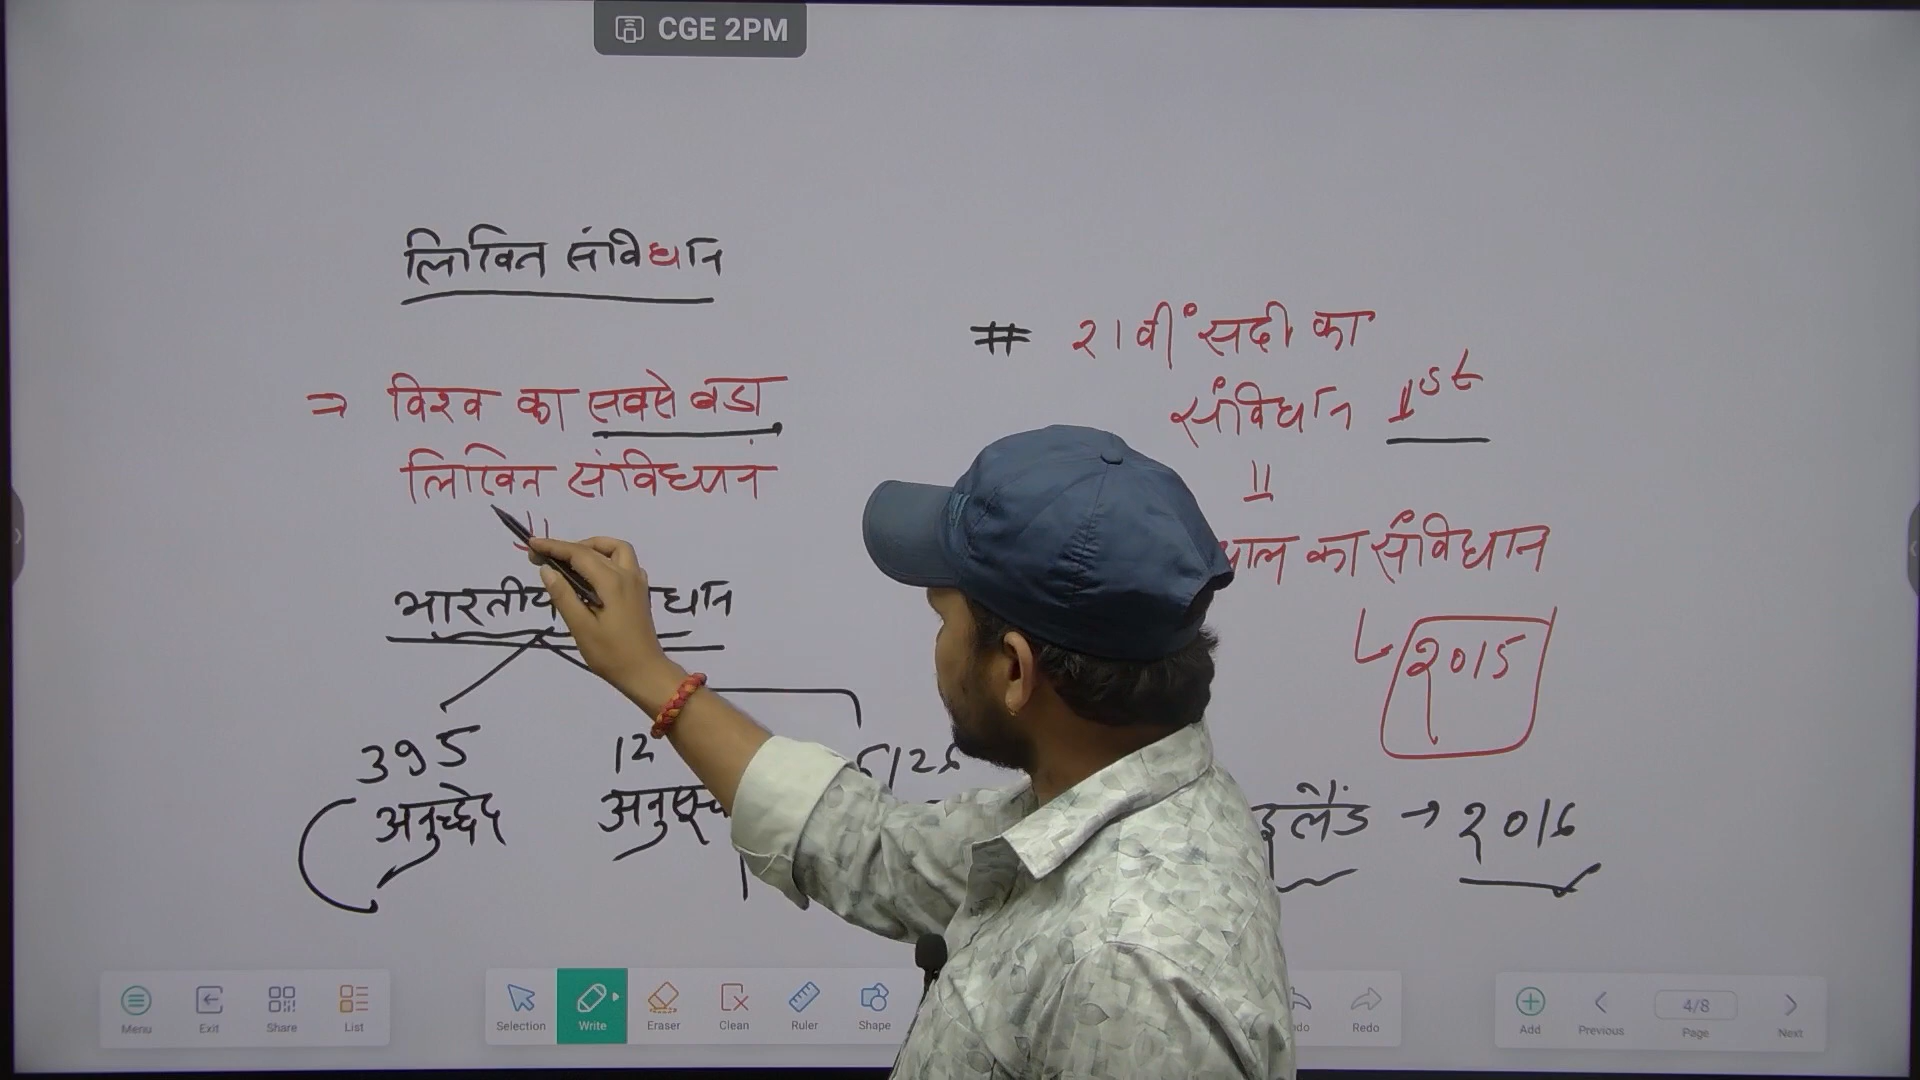 CGE 2PM
लिखित संविधान
⇒ विश्व का सबसे बडा
लिखित संविधान
॥
भारतीय
395
अनुच्छेद
12
# 21वीं सदी का
संविधान 1st
॥
का संविधान
2015
→ 2016
Menu
Exit
Share
List
Selection
Write
Eraser
Clean
Ruler
Shape
Redo
Add
Previous
4/8
Page
Next